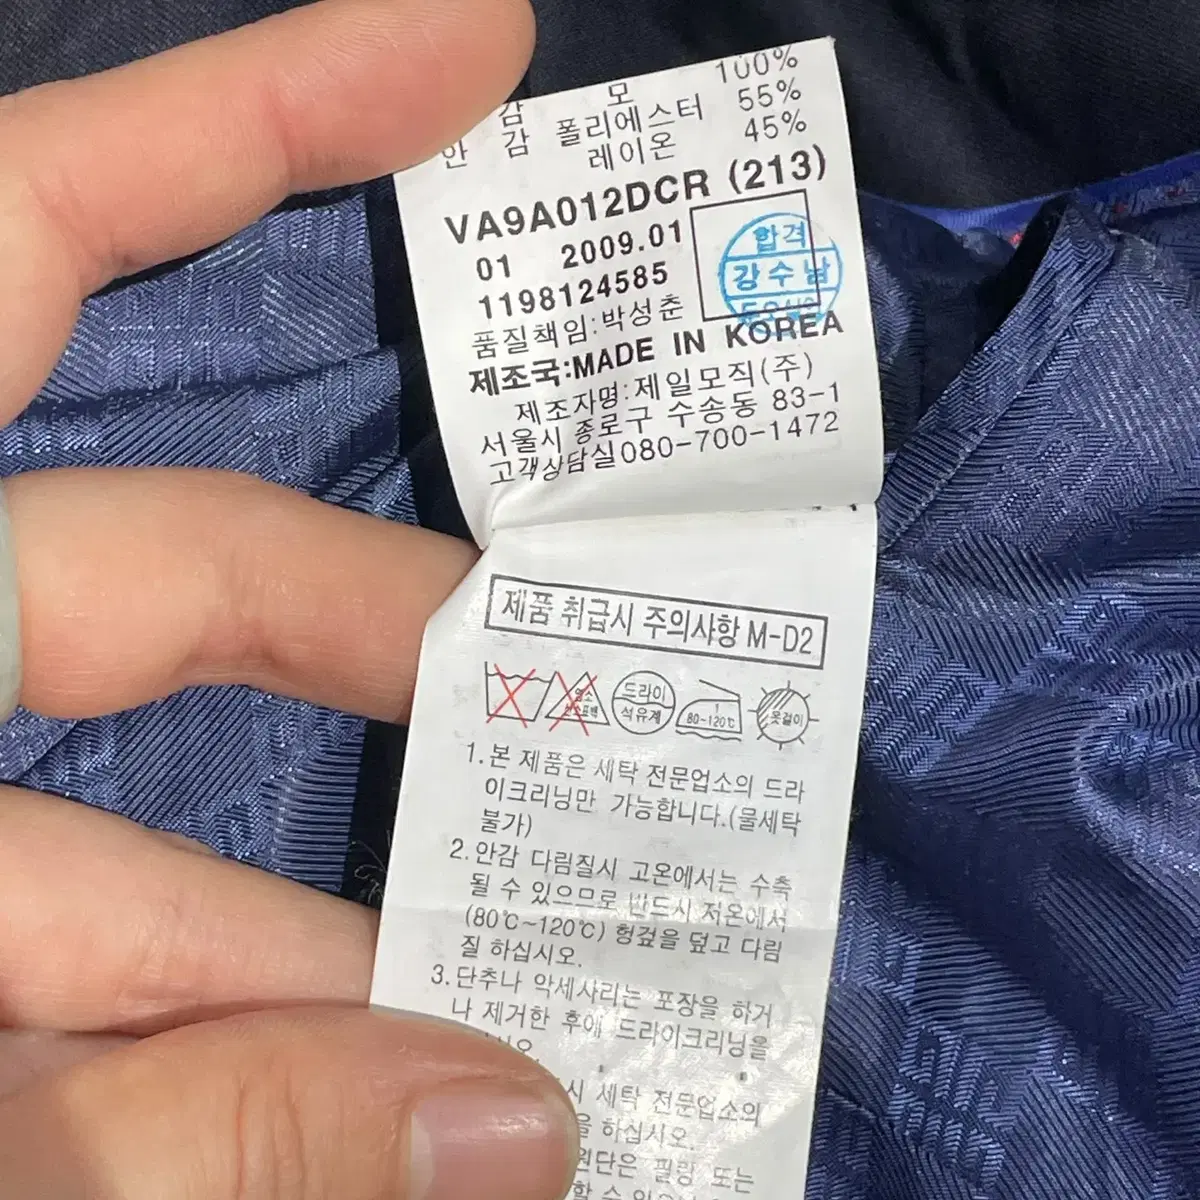 감 모 100%
안 감 폴리에스터 55%
레이온 45%
VA9A012DCR (213)
01 2009.01
1198124585
합격
강수남
품질책임:박성춘
제조국:MADE IN KOREA
제조자명:제일모직(주)
서울시 종로구 수송동 83-1
고객상담실080-700-1472
제품 취급시 주의사항 M-D2
드라이
석유계
80~120℃
옷걸이
1.본 제품은 세탁 전문업소의 드라
이크리닝만 가능합니다.(물세탁
불가)
2.안감 다림질시 고온에서는 수축
될 수 있으므로 반드시 저온에서
(80℃~120℃) 헝겊을 덮고 다림
질 하십시오.
3.단추나 악세사리는 포장을 하거
나 제거한 후에 드라이크리닝을
시 세탁 전문업소의
을 하십시오.
원단은 필링 또는
할 수 있으